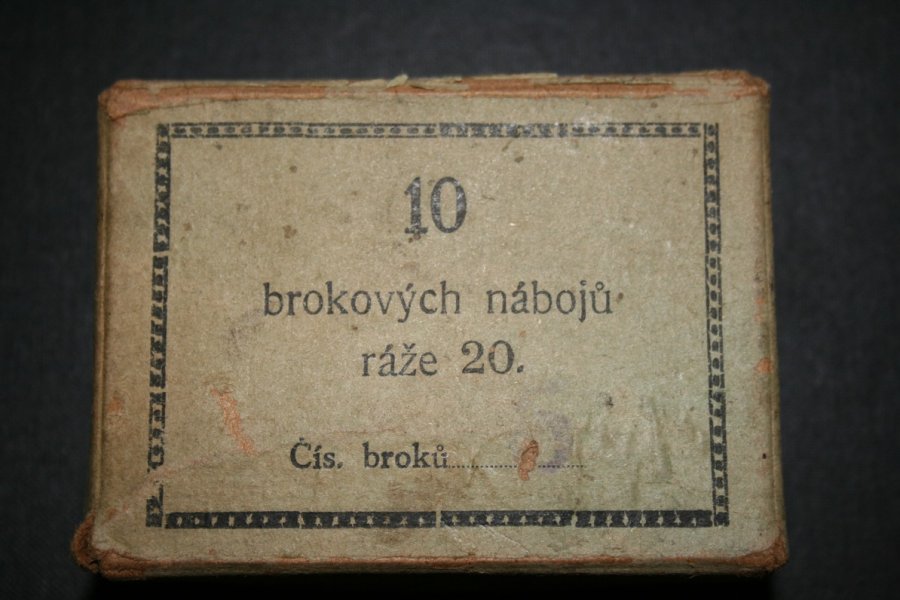 10
brokových nábojů
ráže 20.
Čís. broků